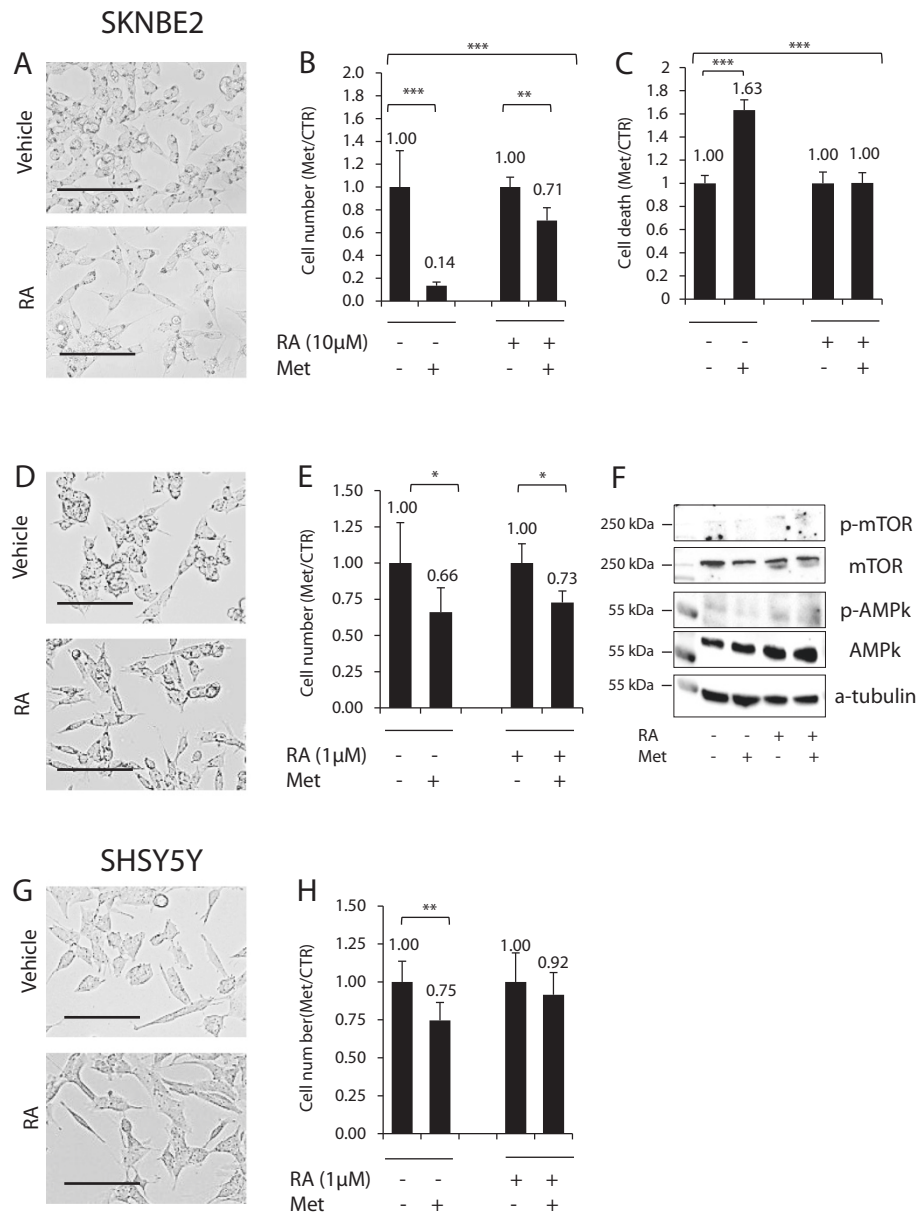 SKNBE2
A
Vehicle
RA
B
Cell number (Met/CTR)
2.0
1.8
1.6
1.4
1.2
1.0
0.8
0.6
0.4
0.2
0.0
***
***
**
1.00
0.14
1.00
0.71
RA (10µM) - - + +
Met - + - +
C
Cell death (Met/CTR)
2
1.8
1.6
1.4
1.2
1
0.8
0.6
0.4
0.2
0
***
***
1.00
1.63
1.00
1.00
- - + +
- + - +
D
Vehicle
RA
E
Cell number (Met/CTR)
1.50
1.25
1.00
0.75
0.50
0.25
0.00
*
*
1.00
0.66
1.00
0.73
RA (1µM) - - + +
Met - + - +
F
250 kDa p-mTOR
250 kDa mTOR
55 kDa p-AMPk
55 kDa AMPk
55 kDa a-tubulin
RA - - + +
Met - + - +
SHSY5Y
G
Vehicle
RA
H
Cell num ber(Met/CTR)
1.50
1.25
1.00
0.75
0.50
0.25
0.00
**
1.00
0.75
1.00
0.92
RA (1µM) - - + +
Met - + - +